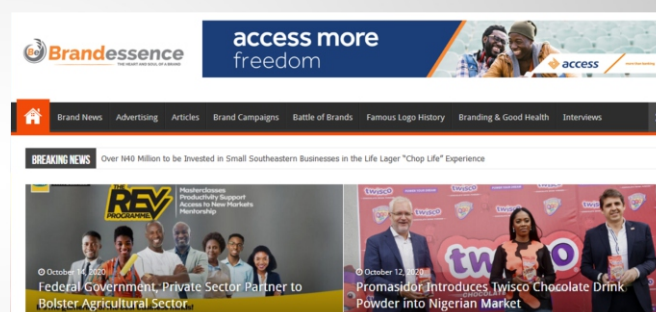 Be Brandessence
THE HEART AND SOUL OF A BRAND
access more
freedom
access
Brand News Advertising Articles Brand Campaigns Battle of Brands Famous Logo History Branding & Good Health Interviews
BREAKING NEWS Over ₦40 Million to be Invested in Small Southeastern Businesses in the Life Lager “Chop Life” Experience
THE
REV
PROGRAMME
Masterclasses
Productivity Support
Access to New Markets
Mentorship
October 14, 2020
Federal Government, Private Sector Partner to
Bolster Agricultural Sector
twisco
October 12, 2020
Promasidor Introduces Twisco Chocolate Drink
Powder into Nigerian Market